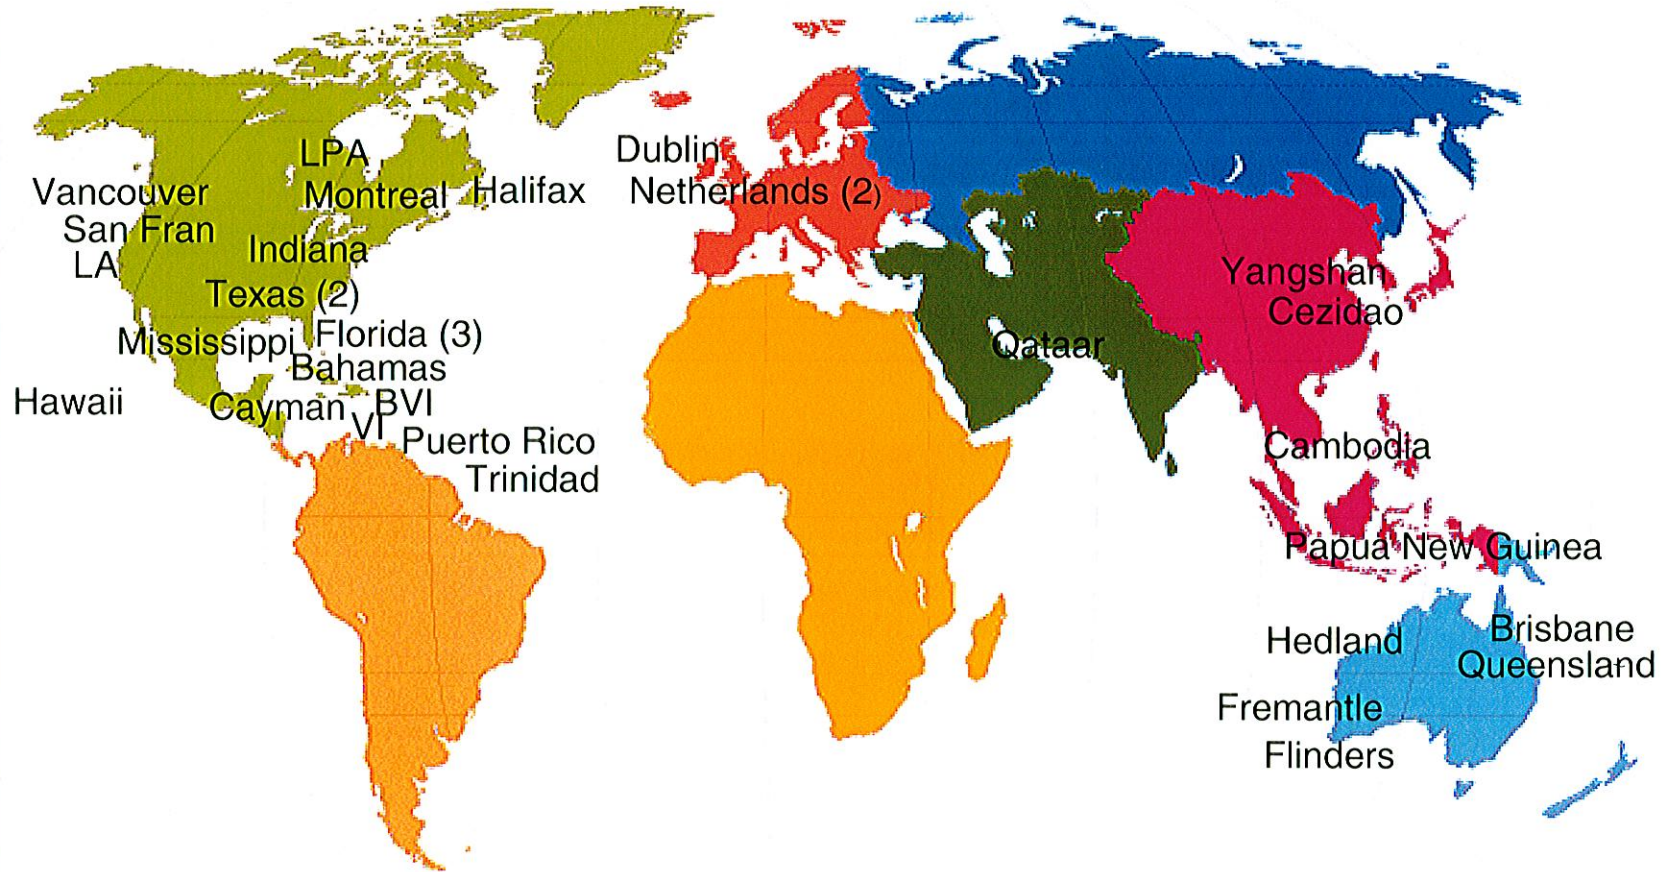 LPA
Vancouver
Montreal
Halifax
San Fran
Indiana
LA
Texas (2)
Mississippi
Florida (3)
Bahamas
Hawaii
Cayman
BVI
VI
Puerto Rico
Trinidad
Dublin
Netherlands (2)
Qataar
Yangshan
Cezidao
Cambodia
Papua New Guinea
Hedland
Brisbane
Queensland
Fremantle
Flinders